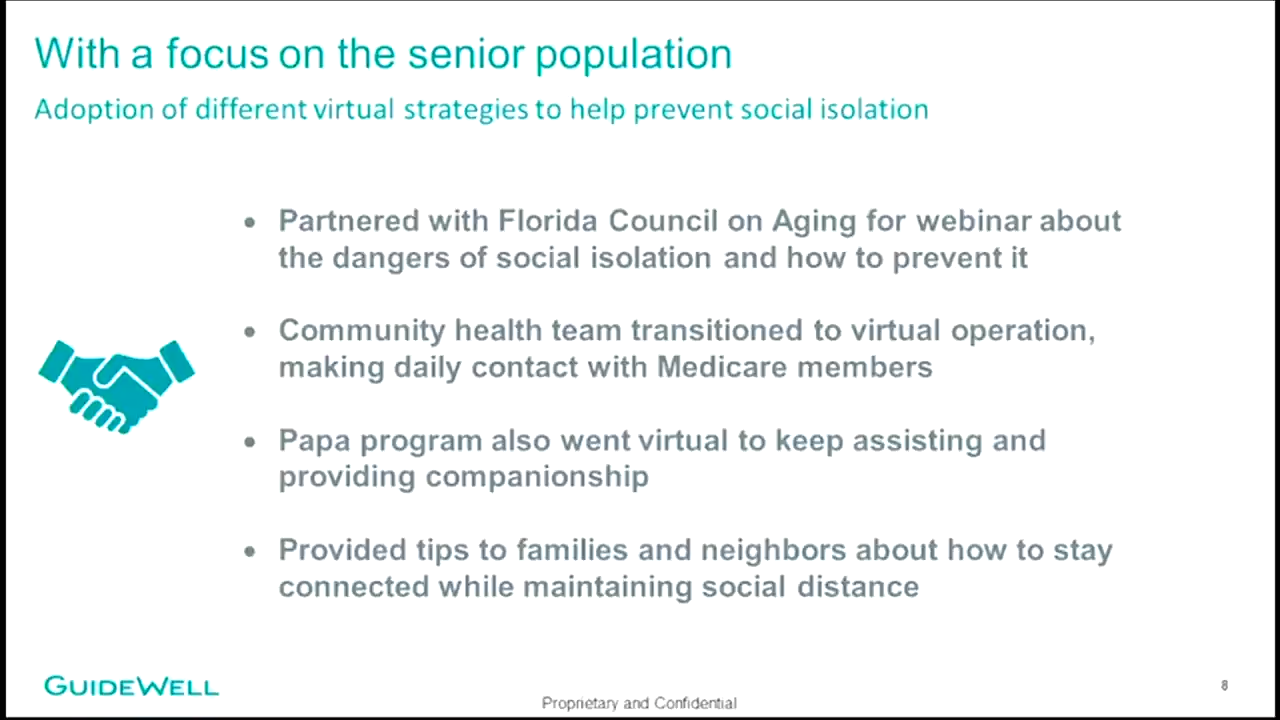 With a focus on the senior population
Adoption of different virtual strategies to help prevent social isolation
• Partnered with Florida Council on Aging for webinar about
the dangers of social isolation and how to prevent it
• Community health team transitioned to virtual operation,
making daily contact with Medicare members
• Papa program also went virtual to keep assisting and
providing companionship
• Provided tips to families and neighbors about how to stay
connected while maintaining social distance
GUIDEWELL
Proprietary and Confidential
8